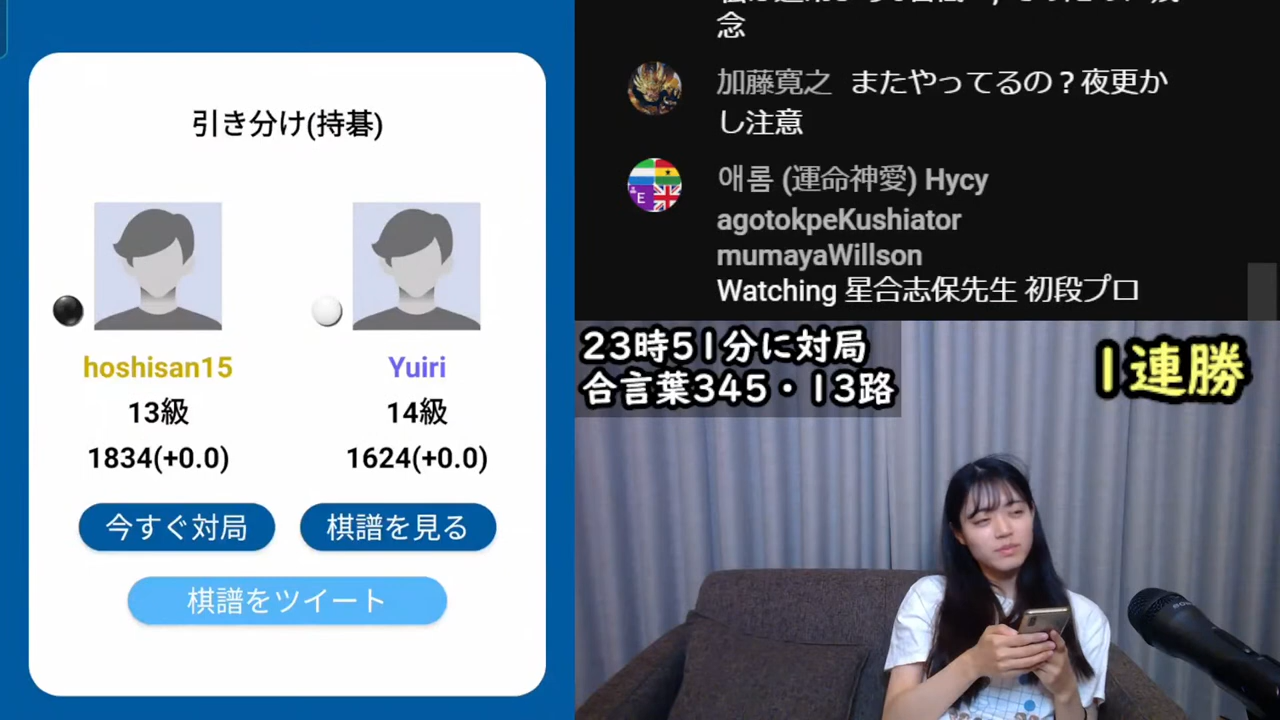 引き分け(持碁)
hoshisan15
Yuiri
13級
14級
1834(+0.0)
1624(+0.0)
今すぐ対局
棋譜を見る
棋譜をツイート
念
加藤寛之 またやってるの？夜更か
し注意
애롬 (運命神愛) Hycy
agotokpeKushiator
mumayaWillson
Watching 星合志保先生 初段プロ
E
23時51分に対局
合言葉345・13路
1連勝